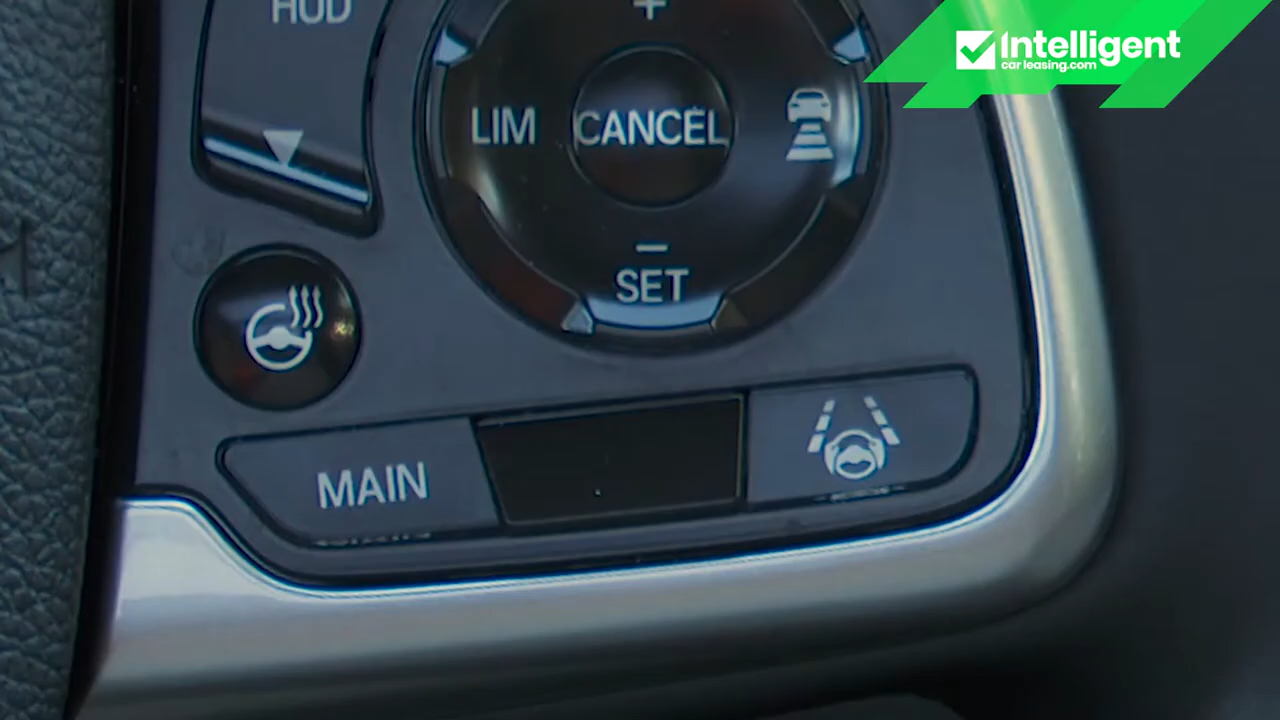 HUD
+
Intelligent
carleasing.com
LIM
CANCEL
–
SET
MAIN